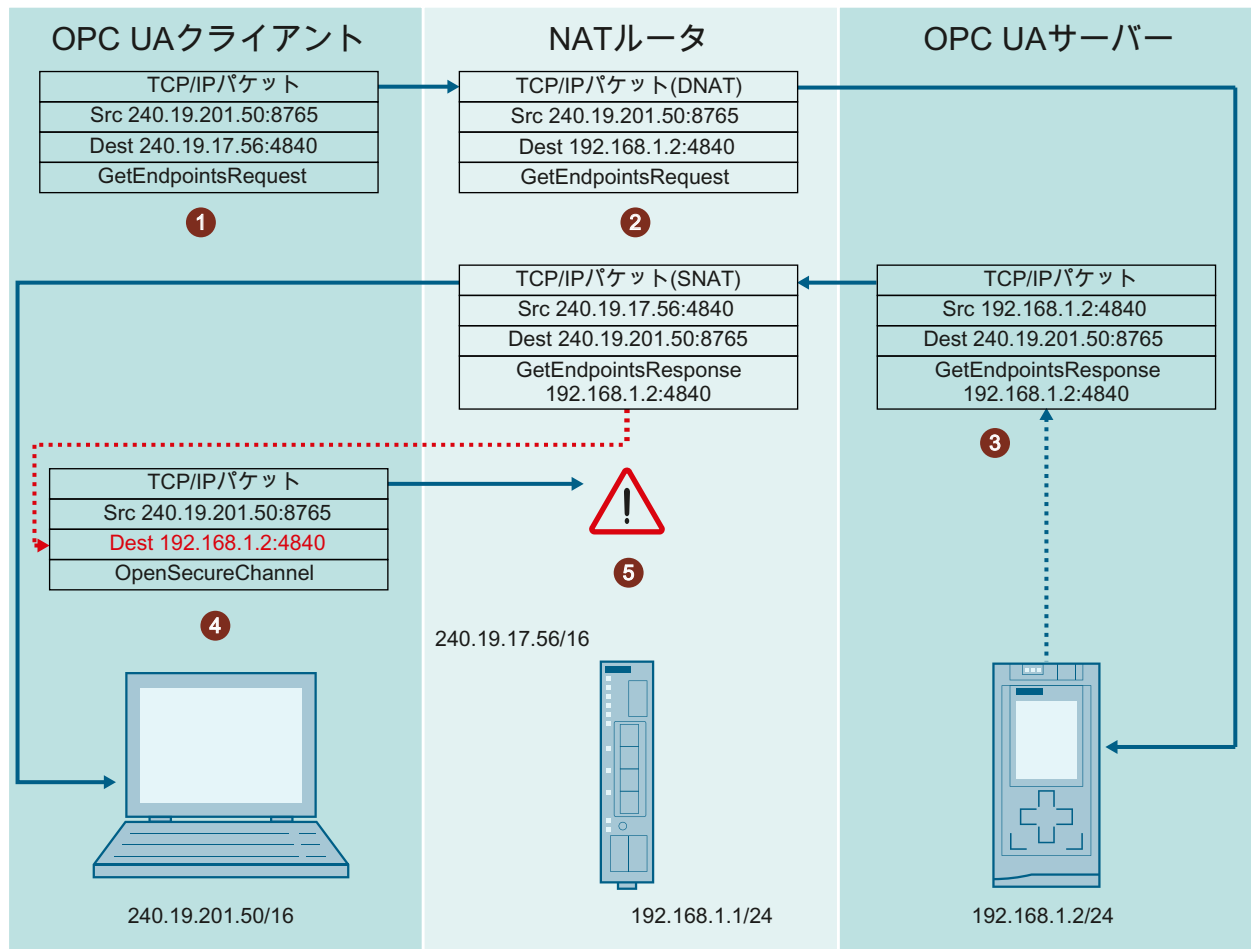 OPC UAクライアント
NATルータ
OPC UAサーバー
TCP/IPパケット
Src 240.19.201.50:8765
Dest 240.19.17.56:4840
GetEndpointsRequest
1
TCP/IPパケット(DNAT)
Src 240.19.201.50:8765
Dest 192.168.1.2:4840
GetEndpointsRequest
2
TCP/IPパケット(SNAT)
Src 240.19.17.56:4840
Dest 240.19.201.50:8765
GetEndpointsResponse
192.168.1.2:4840
TCP/IPパケット
Src 192.168.1.2:4840
Dest 240.19.201.50:8765
GetEndpointsResponse
192.168.1.2:4840
3
TCP/IPパケット
Src 240.19.201.50:8765
Dest 192.168.1.2:4840
OpenSecureChannel
4
!
5
240.19.17.56/16
240.19.201.50/16
192.168.1.1/24
192.168.1.2/24